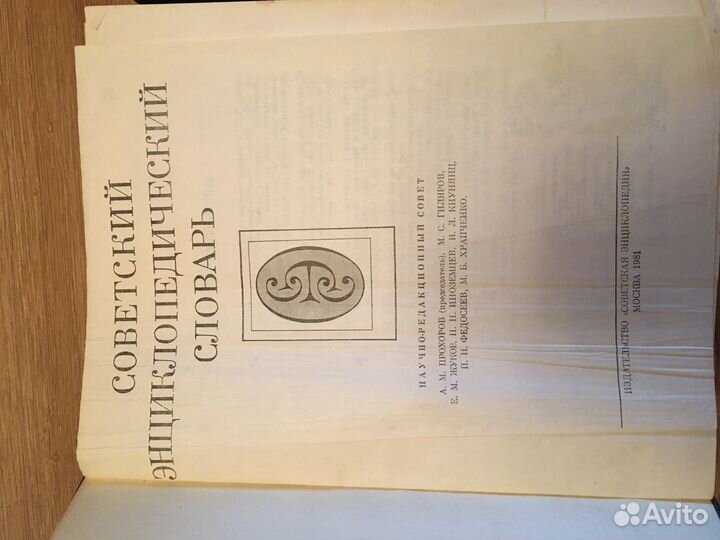 СОВЕТСКИЙ
ЭНЦИКЛОПЕДИЧЕСКИЙ
СЛОВАРЬ
НАУЧНО-РЕДАКЦИОННЫЙ СОВЕТ
А. М. ПРОХОРОВ (председатель), М. С. ГИЛЯРОВ,
Е. М. ЖУКОВ, Н. Н. ИНОЗЕМЦЕВ, И. Л. КНУНЯНЦ,
П. Н. ФЕДОСЕЕВ, М. Б. ХРАПЧЕНКО.
ИЗДАТЕЛЬСТВО «СОВЕТСКАЯ ЭНЦИКЛОПЕДИЯ»
МОСКВА 1981
Avito